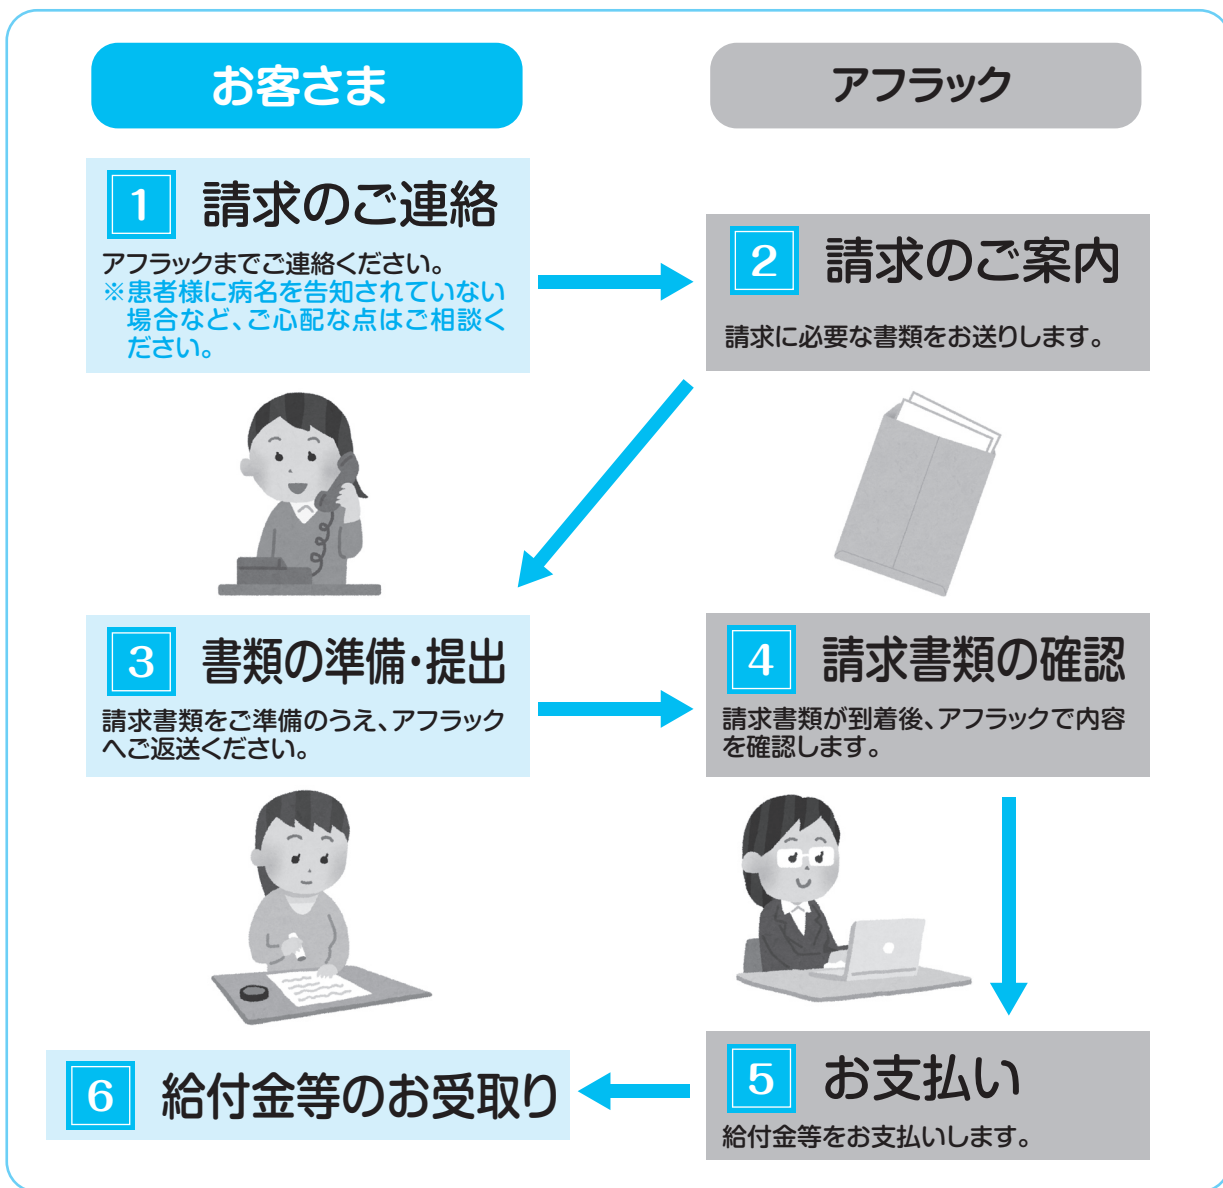 お客さま
アフラック
1 請求のご連絡
アフラックまでご連絡ください。
※患者様に病名を告知されていない
場合など、ご心配な点はご相談く
ださい。
2 請求のご案内
請求に必要な書類をお送りします。
3 書類の準備・提出
請求書類をご準備のうえ、アフラック
へご返送ください。
4 請求書類の確認
請求書類が到着後、アフラックで内容
を確認します。
5 お支払い
給付金等をお支払いします。
6 給付金等のお受取り